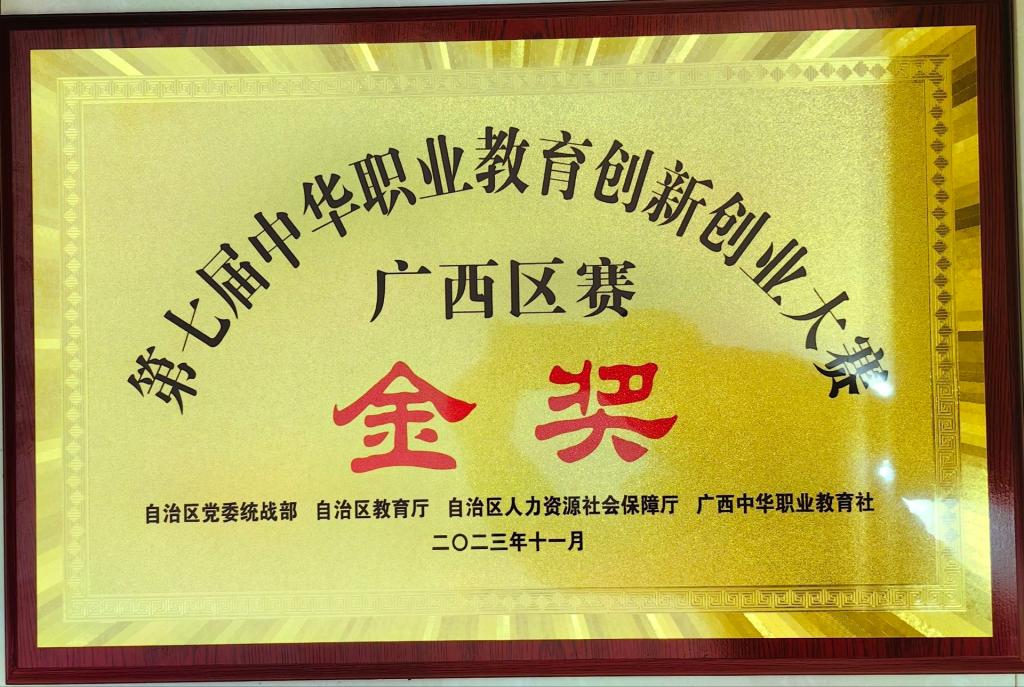 第七届中华职业教育创新创业大赛
广西区赛
金奖
自治区党委统战部 自治区教育厅 自治区人力资源社会保障厅 广西中华职业教育社
二〇二三年十一月